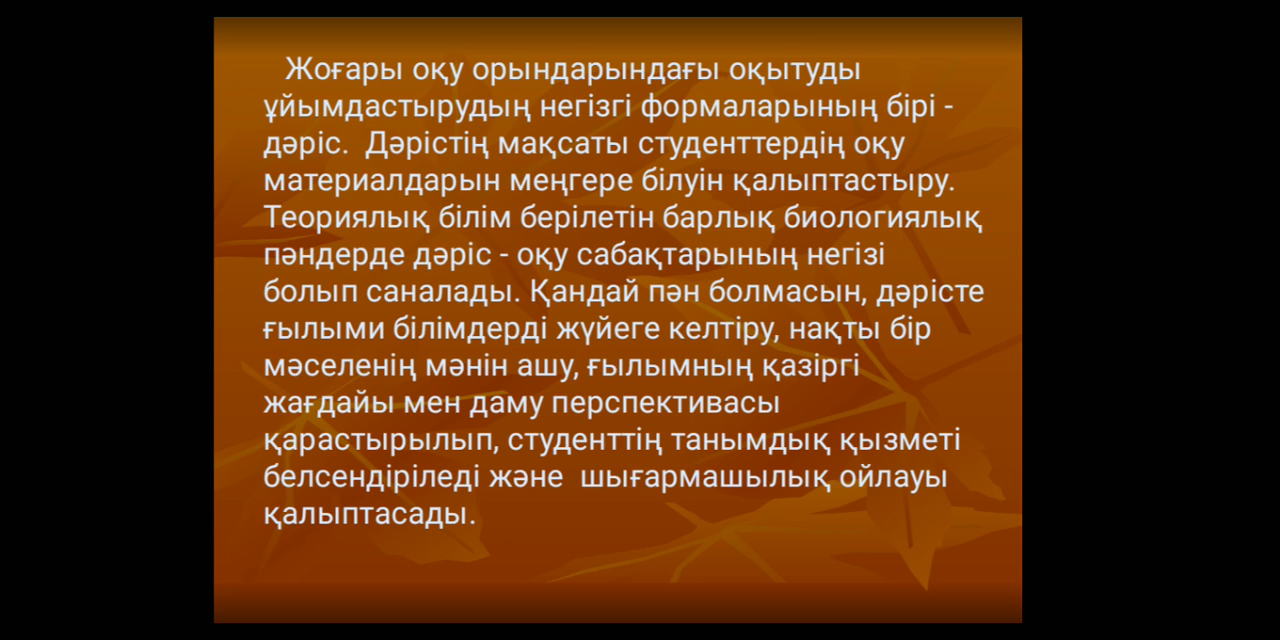 Жоғары оқу орындарындағы оқытуды
ұйымдастырудың негізгі формаларының бірі -
дәріс.  Дәрістің мақсаты студенттердің оқу
материалдарын меңгере білуін қалыптастыру.
Теориялық білім берілетін барлық биологиялық
пәндерде дәріс - оқу сабақтарының негізі
болып саналады. Қандай пән болмасын, дәрісте
ғылыми білімдерді жүйеге келтіру, нақты бір
мәселенің мәнін ашу, ғылымның қазіргі
жағдайы мен даму перспективасы
қарастырылып, студенттің танымдық қызметі
белсендіріледі және  шығармашылық ойлауы
қалыптасады.